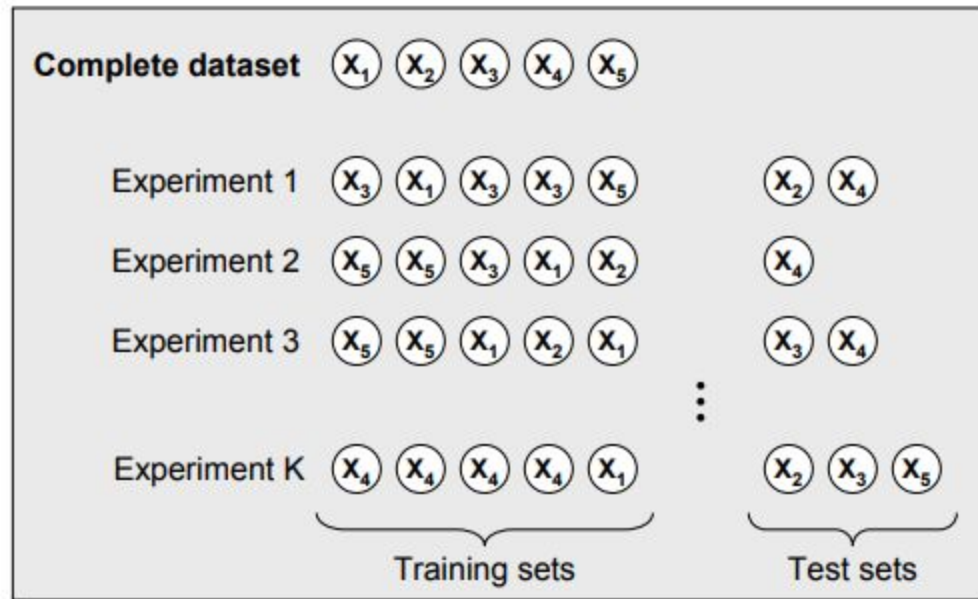 Complete dataset X₁ X₂ X₃ X₄ X₅
Experiment 1 X₃ X₁ X₃ X₃ X₅ X₂ X₄
Experiment 2 X₅ X₅ X₃ X₁ X₂ X₄
Experiment 3 X₅ X₅ X₁ X₂ X₁ X₃ X₄
Experiment K X₄ X₄ X₄ X₄ X₁ X₂ X₃ X₅
Training sets Test sets